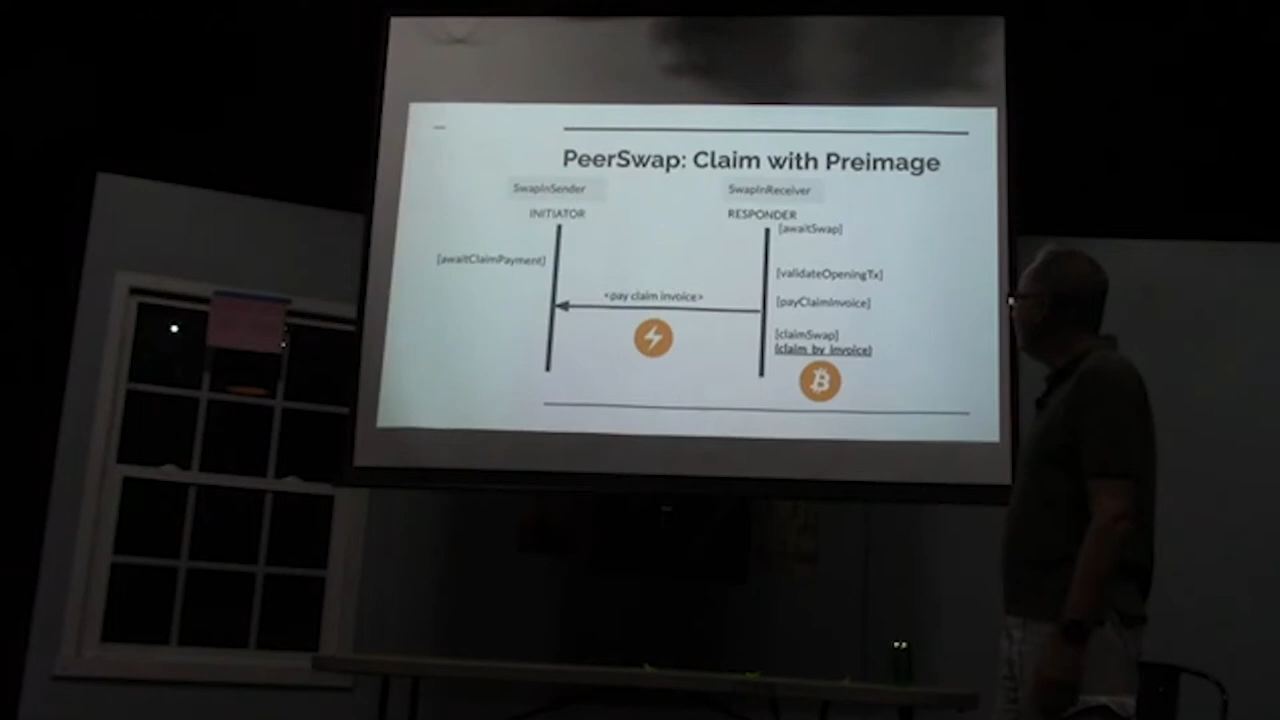 PeerSwap: Claim with Preimage
SwapInSender
SwapInReceiver
INITIATOR
RESPONDER
[awaitSwap]
[awaitClaimPayment]
[validateOpeningTx]
<pay claim invoice>
[payClaimInvoice]
[claimSwap]
(claim_by_invoice)